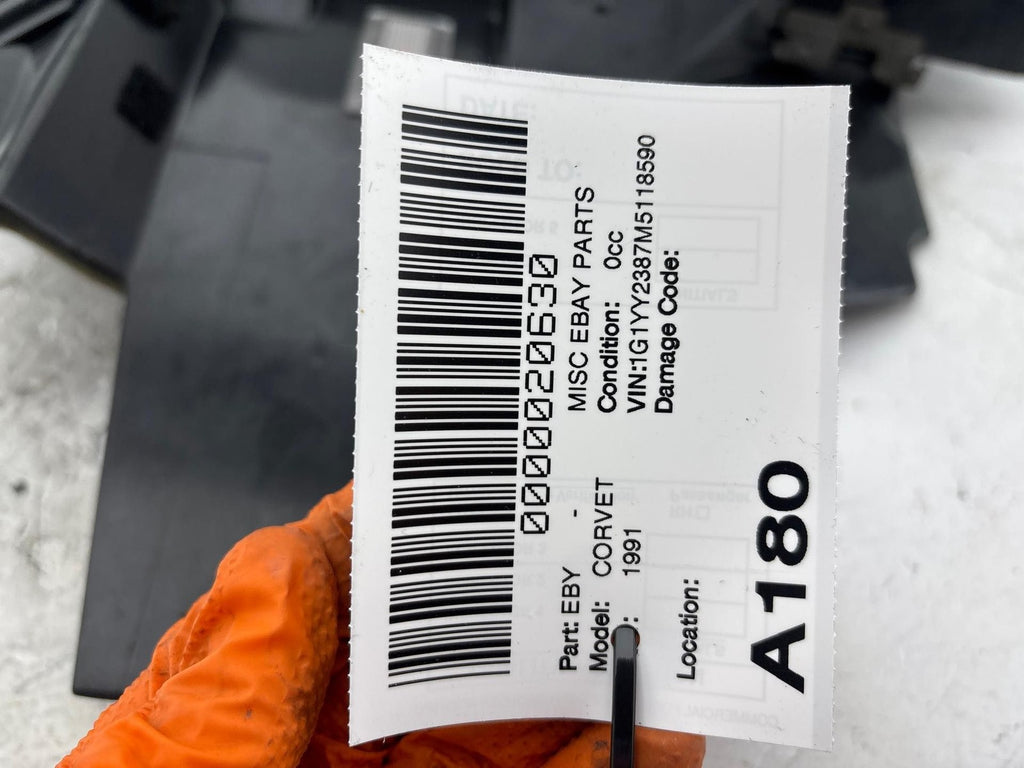 0000020630
Part: EBY - MISC EBAY PARTS
Model: CORVET Condition: 0cc
: 1991 VIN:1G1YY2387M5118590
Damage Code:
Location:
A180